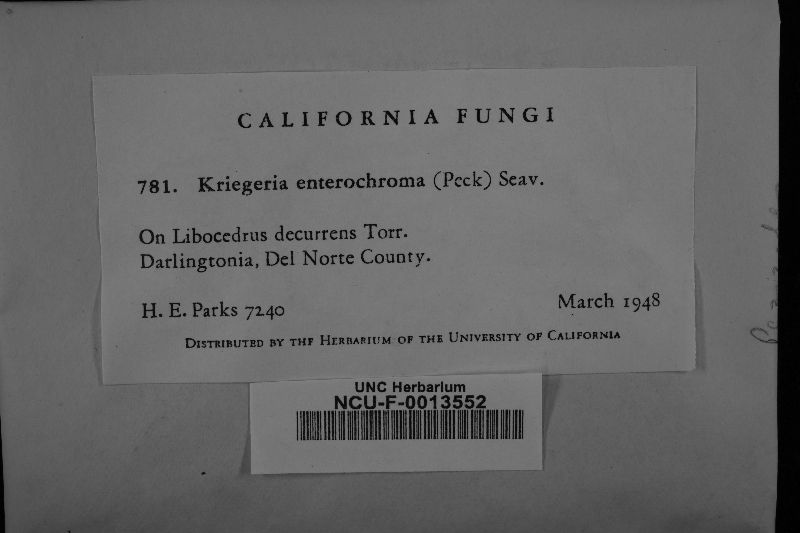 CALIFORNIA FUNGI
781. Kriegeria enterochroma (Peck) Seav.
On Libocedrus decurrens Torr.
Darlingtonia, Del Norte County.
H. E. Parks 7240 March 1948
DISTRIBUTED BY THE HERBARIUM OF THE UNIVERSITY OF CALIFORNIA
UNC Herbarium
NCU-F-0013552